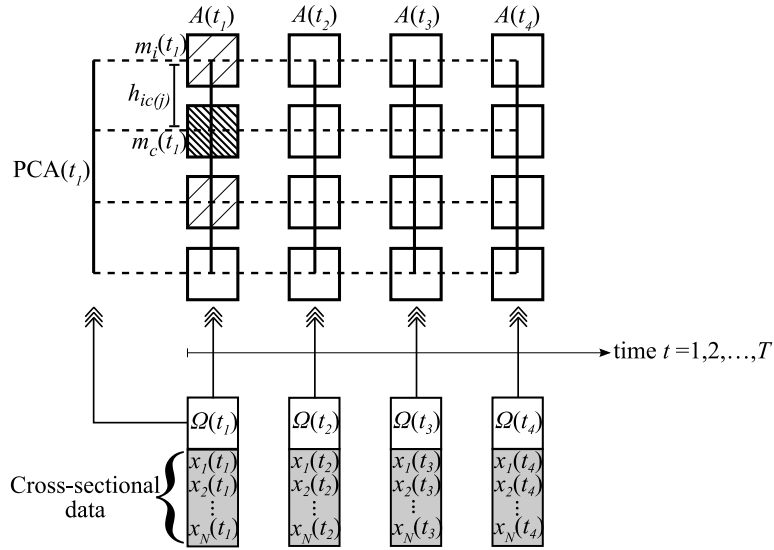 A(t1) A(t2) A(t3) A(t4)
mi(t1)
hic(j)
mc(t1)
PCA(t1)
time t =1,2,…,T
Ω(t1) Ω(t2) Ω(t3) Ω(t4)
x1(t1) x1(t2) x1(t3) x1(t4)
Cross-sectional x2(t1) x2(t2) x2(t3) x2(t4)
data ⋮ ⋮ ⋮ ⋮
xN(t1) xN(t2) xN(t3) xN(t4)